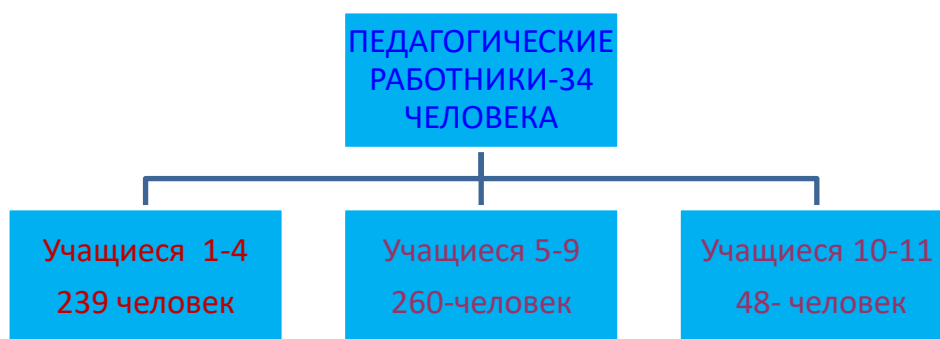 ПЕДАГОГИЧЕСКИЕ
РАБОТНИКИ-34
ЧЕЛОВЕКА
Учащиеся 1-4
239 человек
Учащиеся 5-9
260-человек
Учащиеся 10-11
48- человек